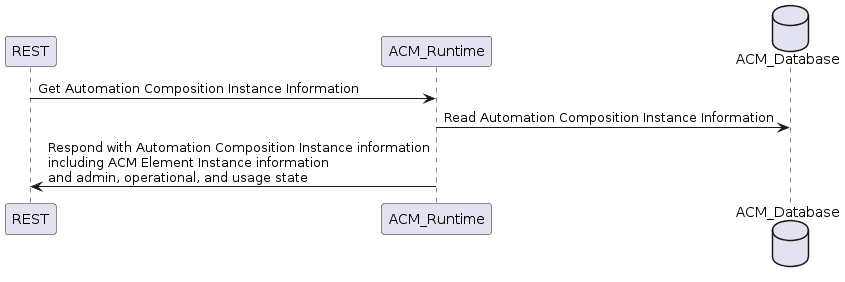 REST
ACM_Runtime
ACM_Database
Get Automation Composition Instance Information
Read Automation Composition Instance Information
Respond with Automation Composition Instance information
including ACM Element Instance information
and admin, operational, and usage state
REST
ACM_Runtime
ACM_Database